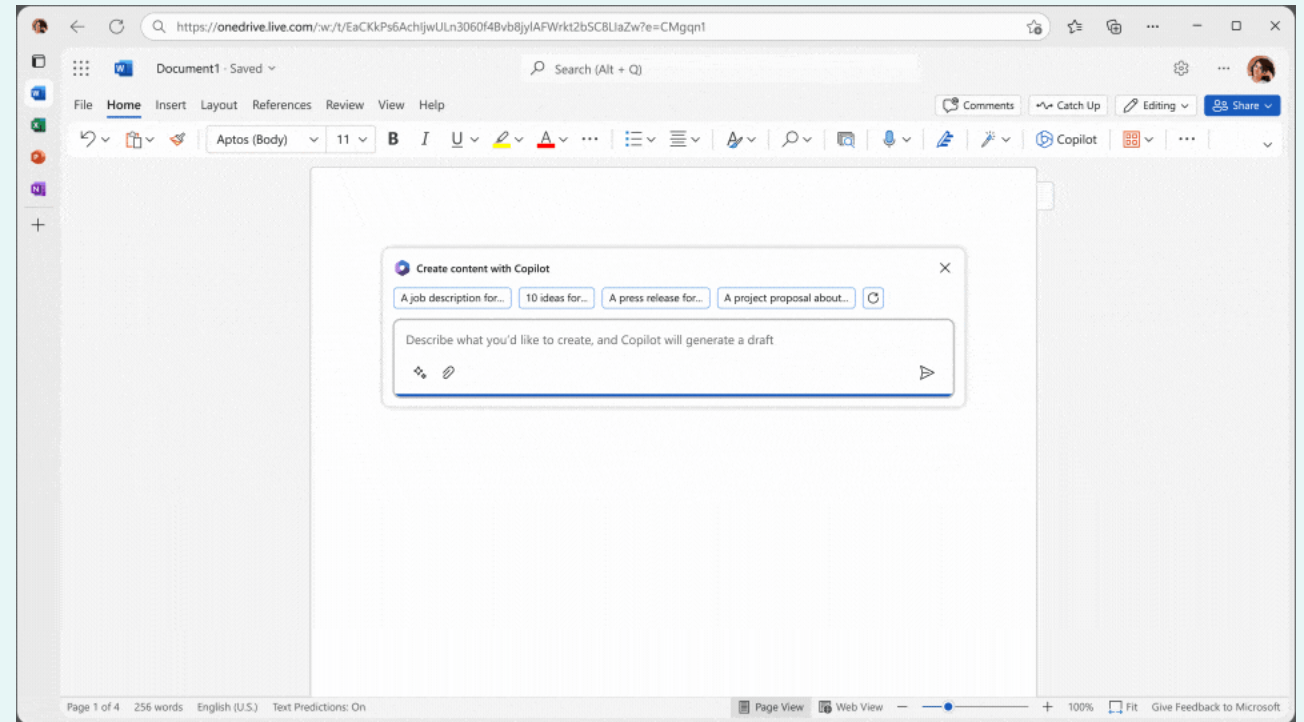 https://onedrive.live.com/:w:/t/EaCKkPs6AchIjwULn3060f4Bvb8jyIAFWrkt2bSC8LIaZw?e=CMgqn1
Document1 · Saved
Search (Alt + Q)
File Home Insert Layout References Review View Help
Comments Catch Up Editing Share
Aptos (Body) 11 B I U A Copilot
Create content with Copilot
A job description for... 10 ideas for... A press release for... A project proposal about...
Describe what you'd like to create, and Copilot will generate a draft
Page 1 of 4 256 words English (U.S.) Text Predictions: On Page View Web View 100% Fit Give Feedback to Microsoft